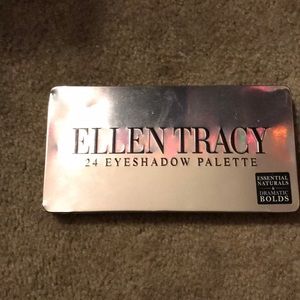 ELLEN TRACY
24 EYESHADOW PALETTE
ESSENTIAL
NATURALS
&
DRAMATIC
BOLDS